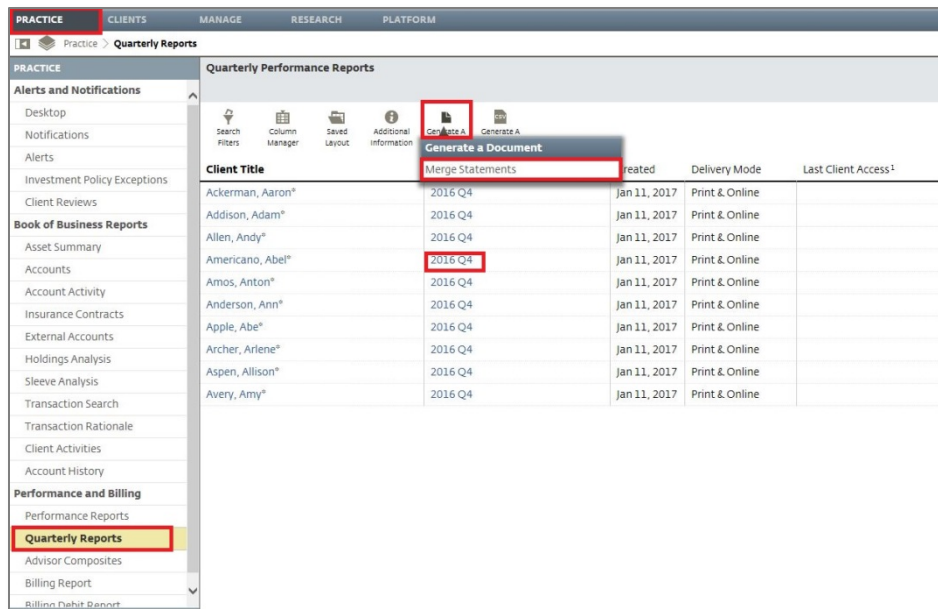 PRACTICE CLIENTS MANAGE RESEARCH PLATFORM
Practice > Quarterly Reports
PRACTICE
Alerts and Notifications
Desktop
Notifications
Alerts
Investment Policy Exceptions
Client Reviews
Book of Business Reports
Asset Summary
Accounts
Account Activity
Insurance Contracts
External Accounts
Holdings Analysis
Sleeve Analysis
Transaction Search
Transaction Rationale
Client Activities
Account History
Performance and Billing
Performance Reports
Quarterly Reports
Advisor Composites
Billing Report
Billing Debit Report
Quarterly Performance Reports
Search Filters
Column Manager
Saved Layout
Additional Information
Generate A
CSV
Generate A
Generate a Document
Merge Statements
Client Title reated Delivery Mode Last Client Access1
Ackerman, Aaron* 2016 Q4 Jan 11, 2017 Print & Online
Addison, Adam* 2016 Q4 Jan 11, 2017 Print & Online
Allen, Andy* 2016 Q4 Jan 11, 2017 Print & Online
Americano, Abel* 2016 Q4 Jan 11, 2017 Print & Online
Amos, Anton* 2016 Q4 Jan 11, 2017 Print & Online
Anderson, Ann* 2016 Q4 Jan 11, 2017 Print & Online
Apple, Abe* 2016 Q4 Jan 11, 2017 Print & Online
Archer, Arlene* 2016 Q4 Jan 11, 2017 Print & Online
Aspen, Allison* 2016 Q4 Jan 11, 2017 Print & Online
Avery, Amy* 2016 Q4 Jan 11, 2017 Print & Online